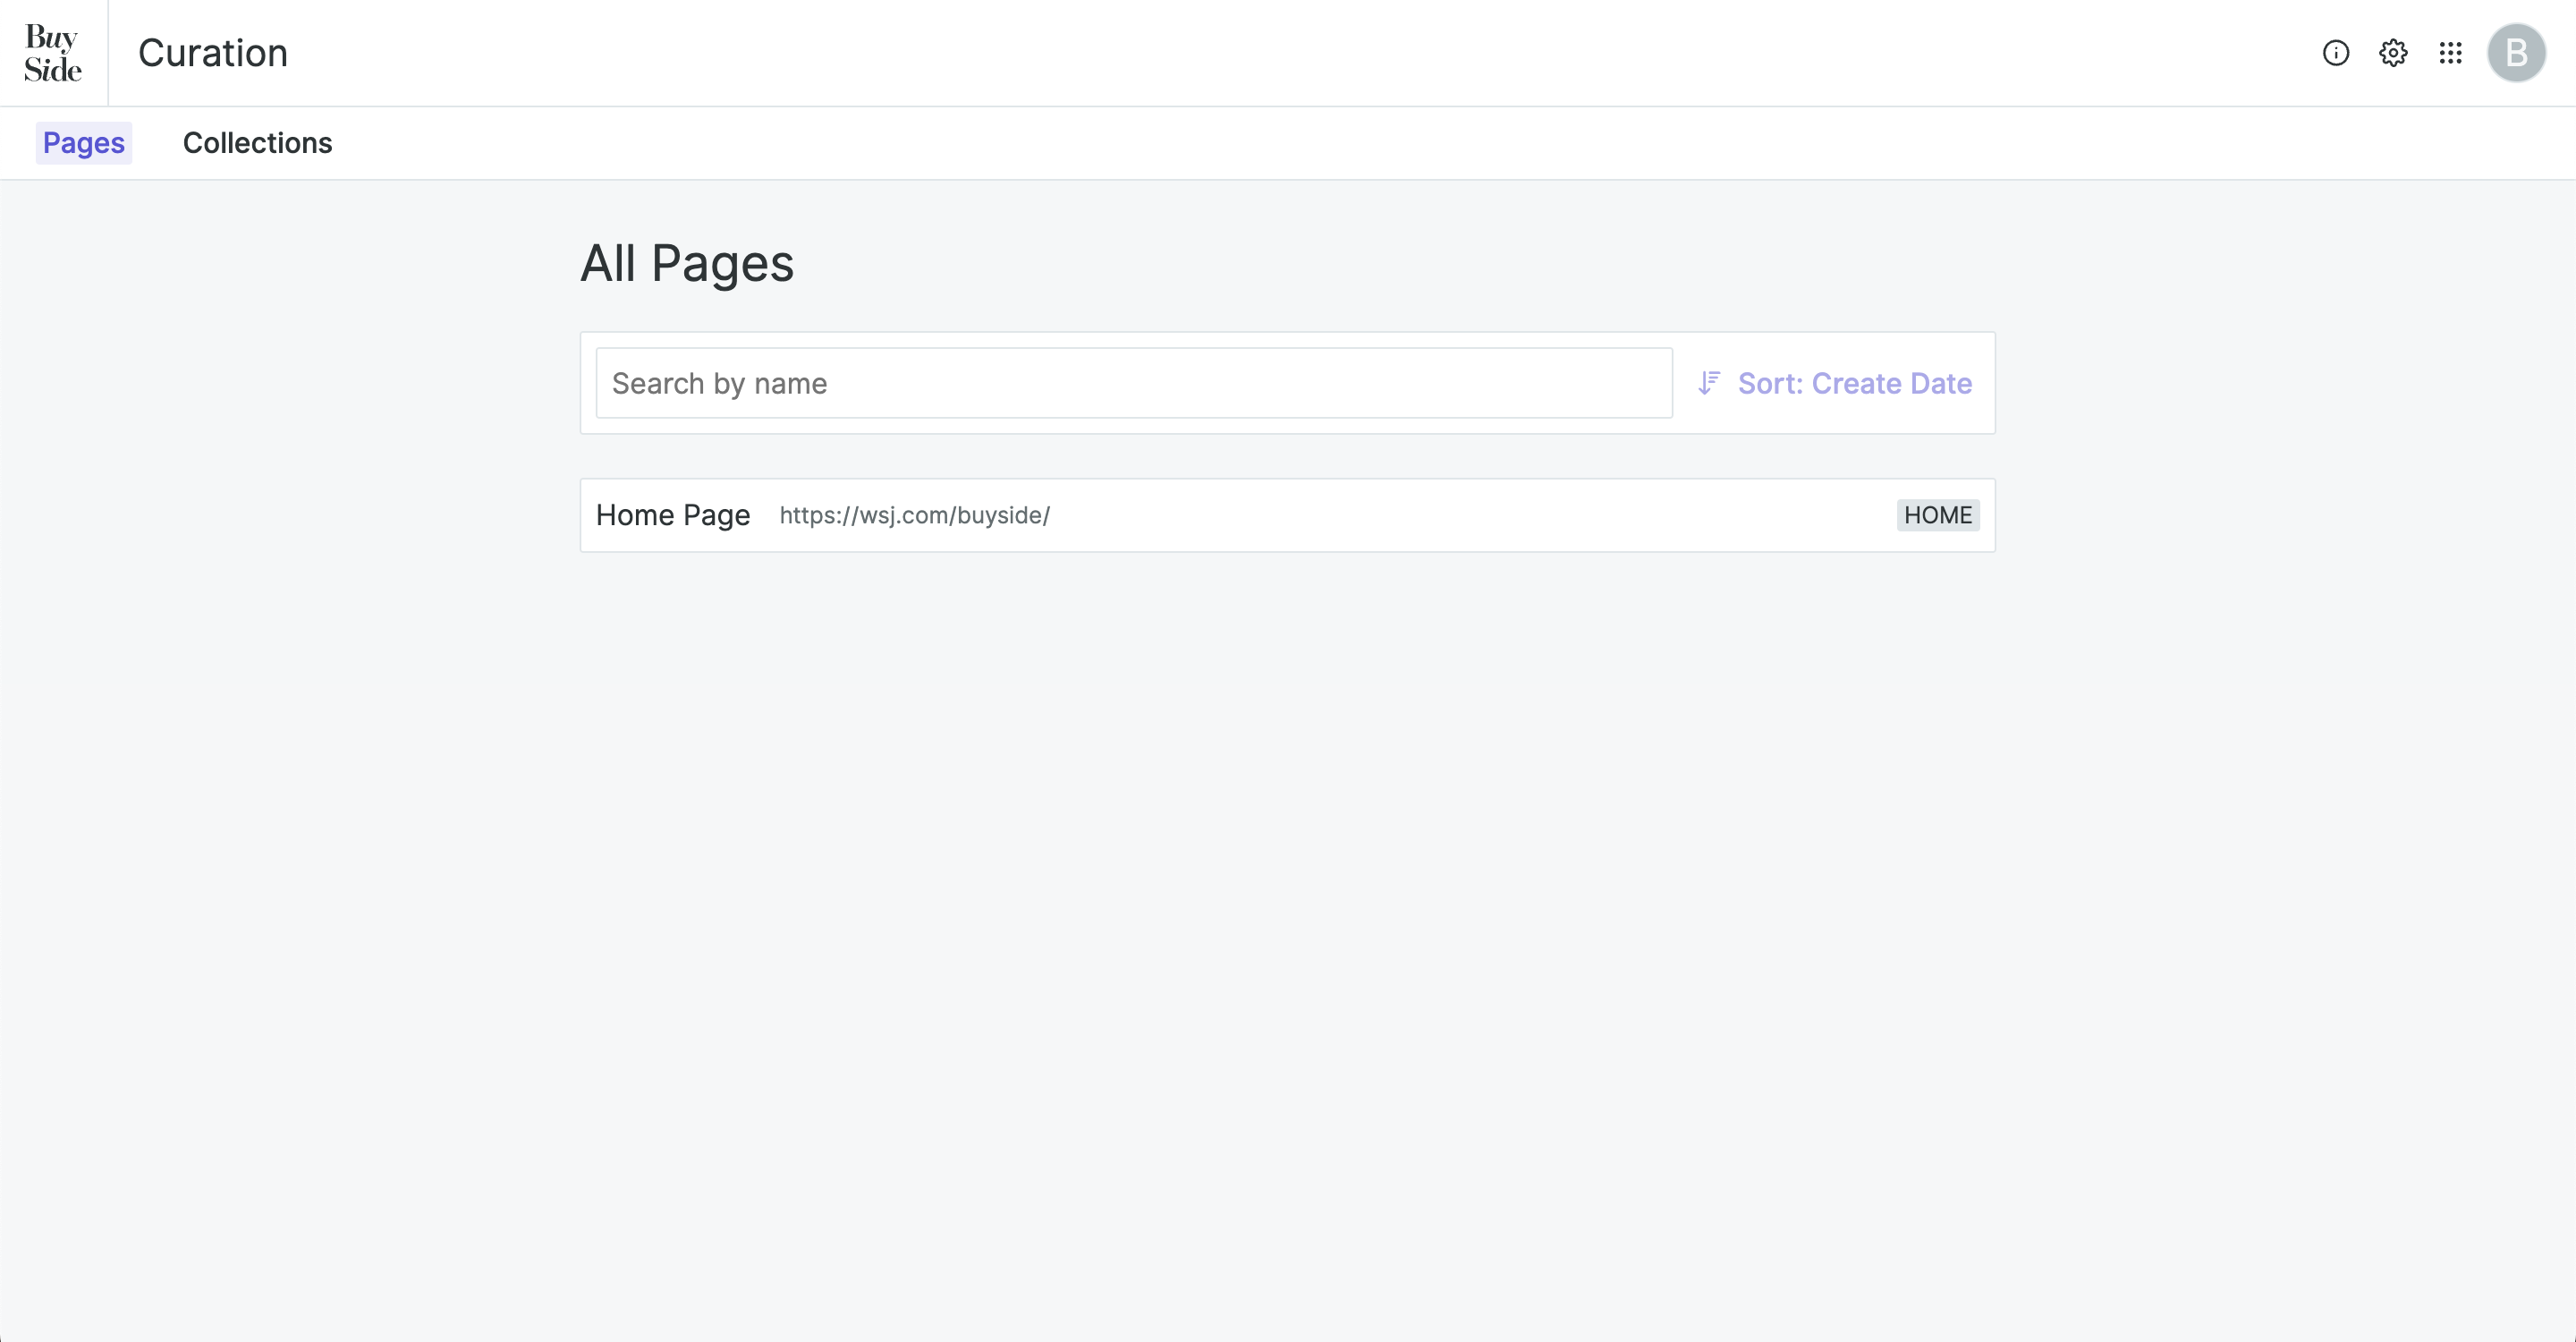 Buy
Side
Curation
B
Pages
Collections
All Pages
Search by name
Sort: Create Date
Home Page
https://wsj.com/buyside/
HOME